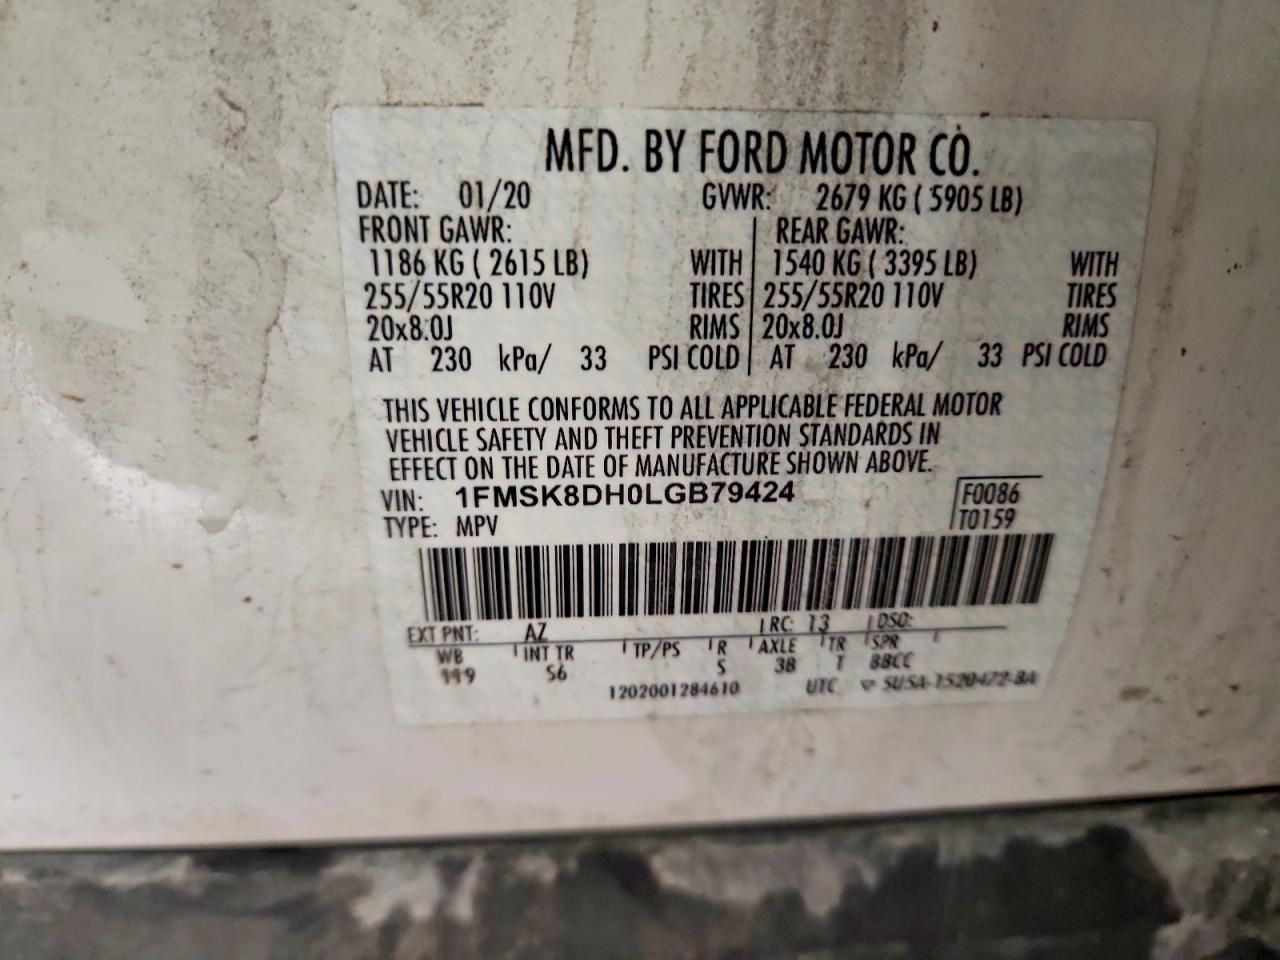 MFD. BY FORD MOTOR CO.
DATE: 01/20 GVWR: 2679 KG ( 5905 LB)
FRONT GAWR: REAR GAWR:
1186 KG ( 2615 LB) WITH 1540 KG ( 3395 LB) WITH
255/55R20 110V TIRES 255/55R20 110V TIRES
20x8.0J RIMS 20x8.0J RIMS
AT 230 kPa/ 33 PSI COLD AT 230 kPa/ 33 PSI COLD
THIS VEHICLE CONFORMS TO ALL APPLICABLE FEDERAL MOTOR
VEHICLE SAFETY AND THEFT PREVENTION STANDARDS IN
EFFECT ON THE DATE OF MANUFACTURE SHOWN ABOVE.
VIN: 1FMSK8DH0LGB79424 F0086
TYPE: MPV T0159
EXT PNT: AZ RC: 13 DSO:
WB INT TR TP/PS R AXLE TR SPR
119 S6 S 38 T BBCC
1202001284610 UTC ▽ SU5A-1520472-BA